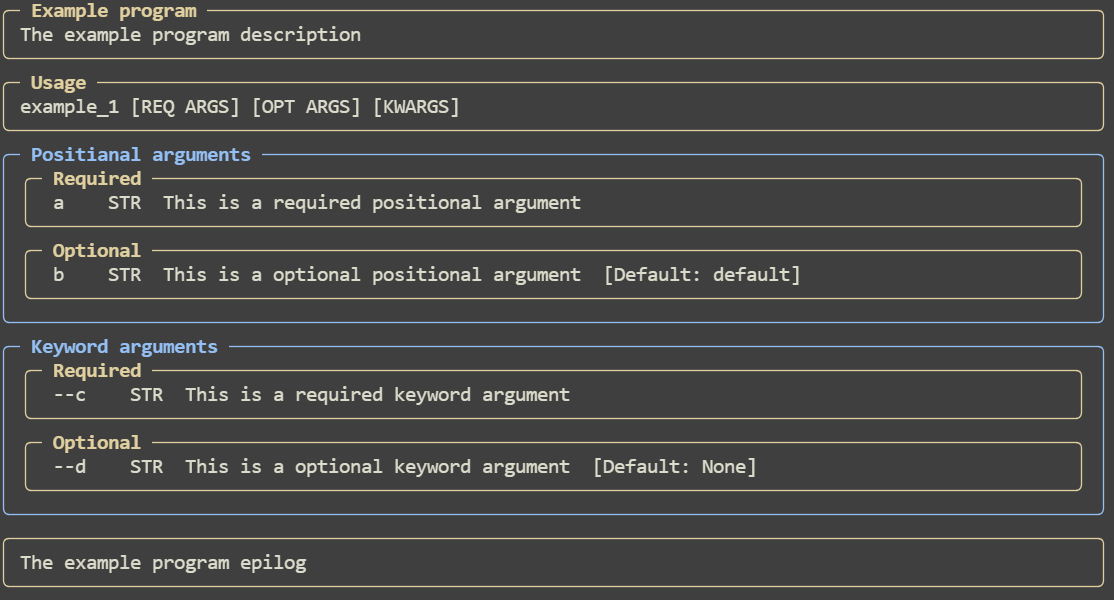 Example program
The example program description
Usage
example_1 [REQ ARGS] [OPT ARGS] [KWARGS]
Positianal arguments
Required
a    STR  This is a required positional argument
Optional
b    STR  This is a optional positional argument  [Default: default]
Keyword arguments
Required
--c    STR  This is a required keyword argument
Optional
--d    STR  This is a optional keyword argument  [Default: None]
The example program epilog